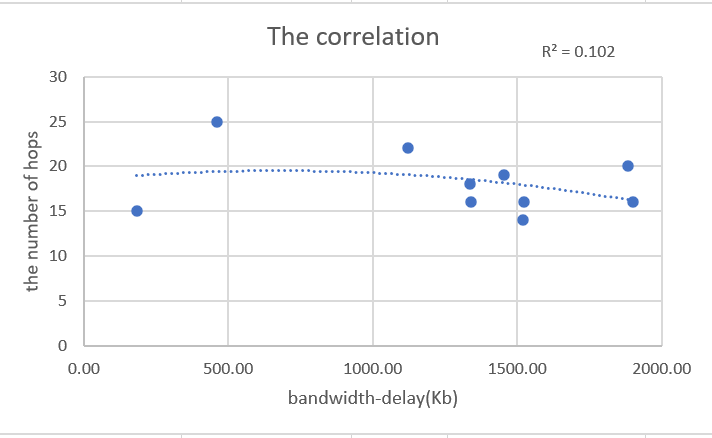 The correlation
R² = 0.102
30
25
20
15
10
5
0
the number of hops
0.00 500.00 1000.00 1500.00 2000.00
bandwidth-delay(Kb)